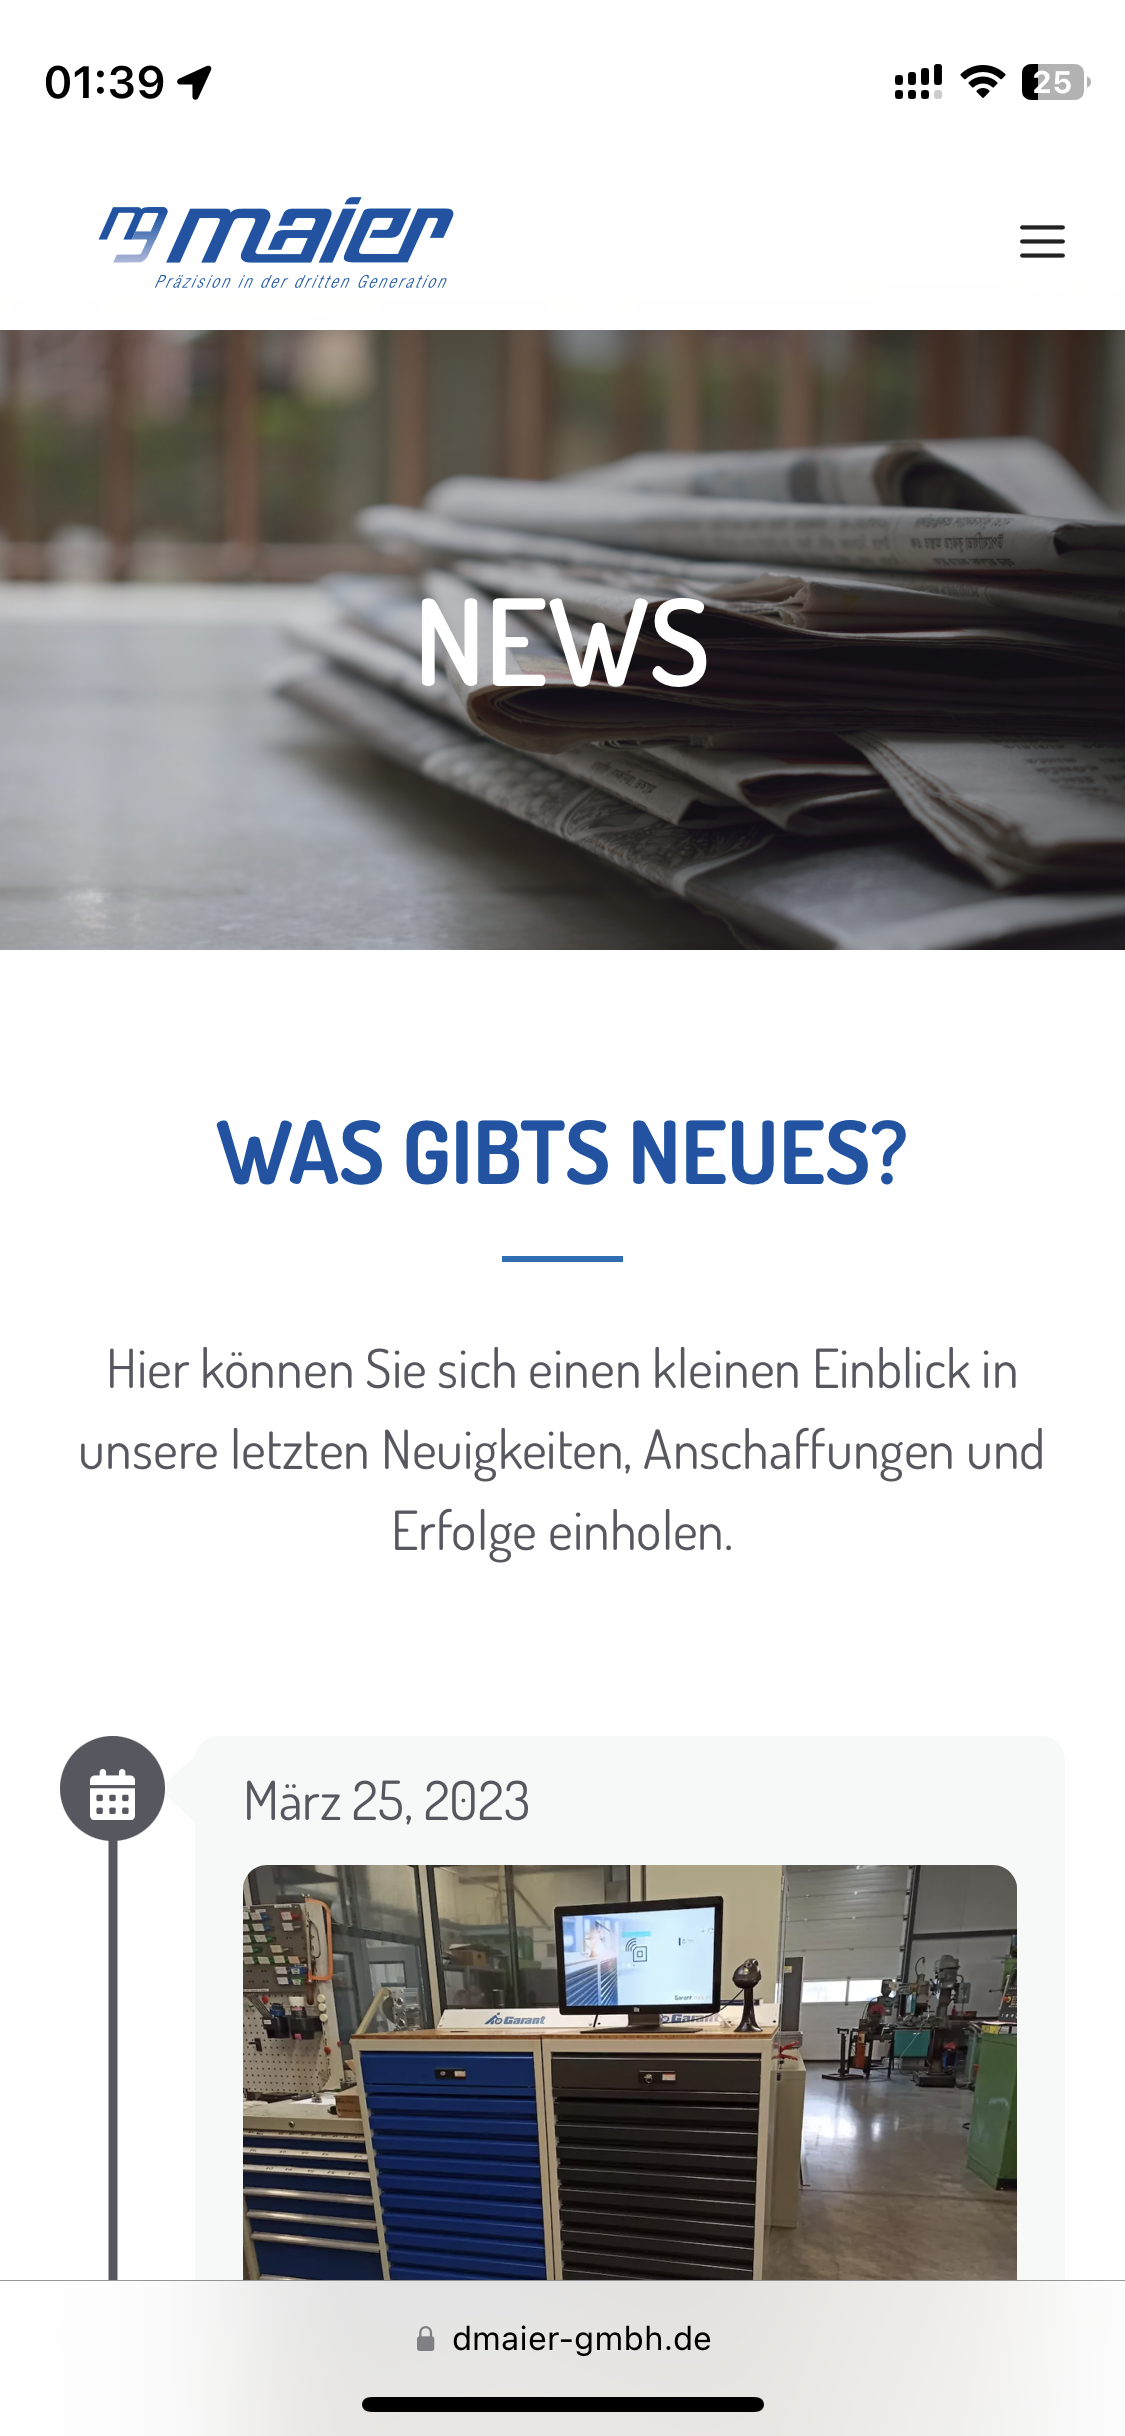 01:39
25
maier
Präzision in der dritten Generation
NEWS
WAS GIBTS NEUES?
Hier können Sie sich einen kleinen Einblick in
unsere letzten Neuigkeiten, Anschaffungen und
Erfolge einholen.
März 25, 2023
Garant
Garant
Garant
dmaier-gmbh.de